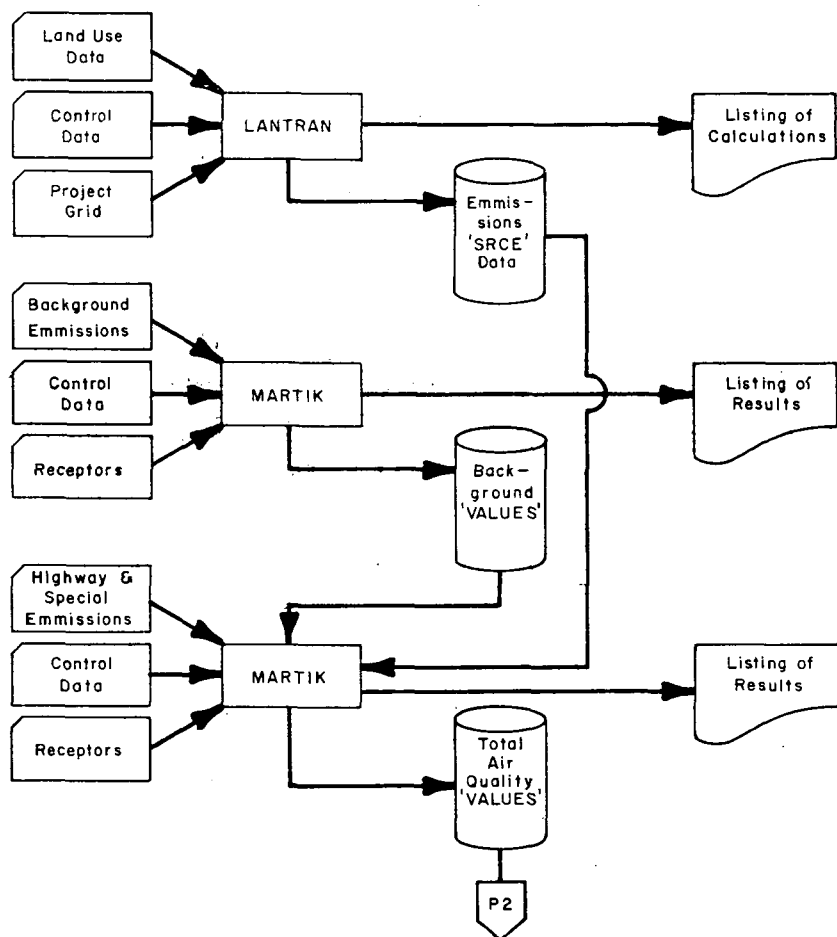 Land Use
Data
Control
Data
Project
Grid
LANTRAN
Listing of
Calculations
Emmis-
sions
'SRCE'
Data
Background
Emmissions
Control
Data
Receptors
MARTIK
Listing of
Results
Back-
ground
'VALUES'
Highway &
Special
Emmissions
Control
Data
Receptors
MARTIK
Listing of
Results
Total
Air
Quality
'VALUES'
P2